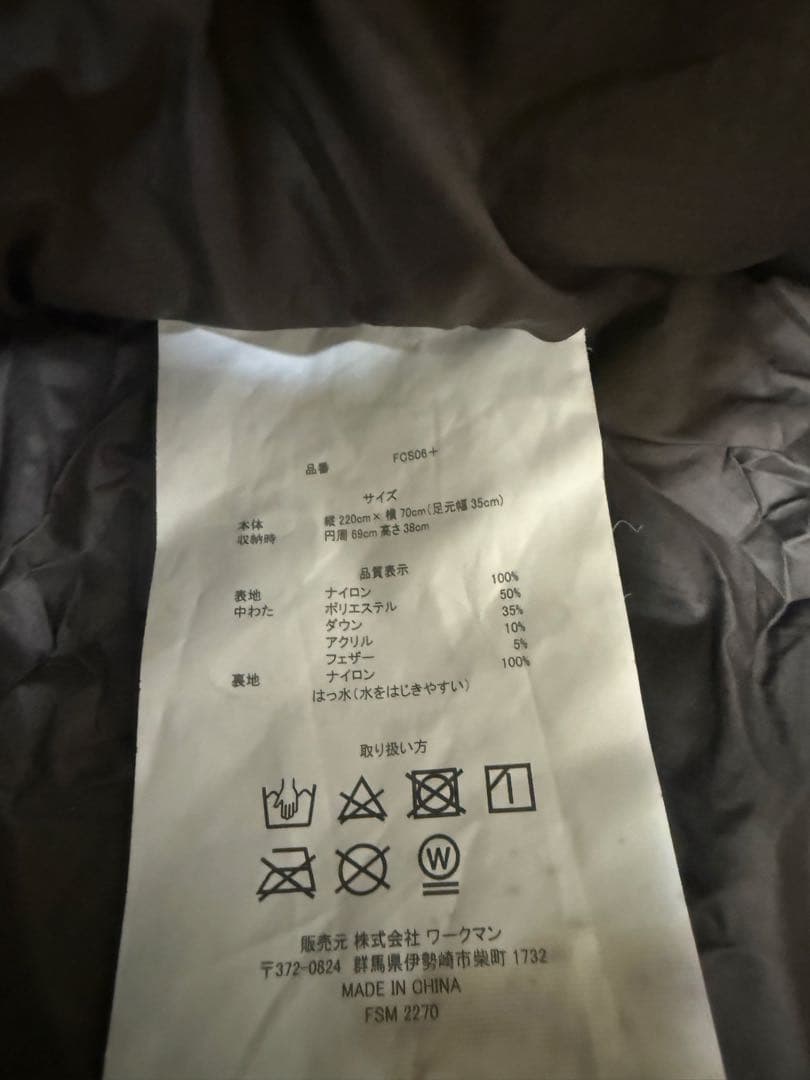 品番 FCS06+
サイズ
本体 縦 220cm× 横 70cm(足元幅 35cm)
収納時 円周 69cm 高さ 38cm
品質表示
表地 ナイロン 100%
中わた ポリエステル 50%
ダウン 35%
アクリル 10%
フェザー 5%
裏地 ナイロン 100%
はっ水(水をはじきやすい)
取り扱い方
W
販売元 株式会社 ワークマン
〒372-0824 群馬県伊勢崎市柴町 1732
MADE IN CHINA
FSM 2270